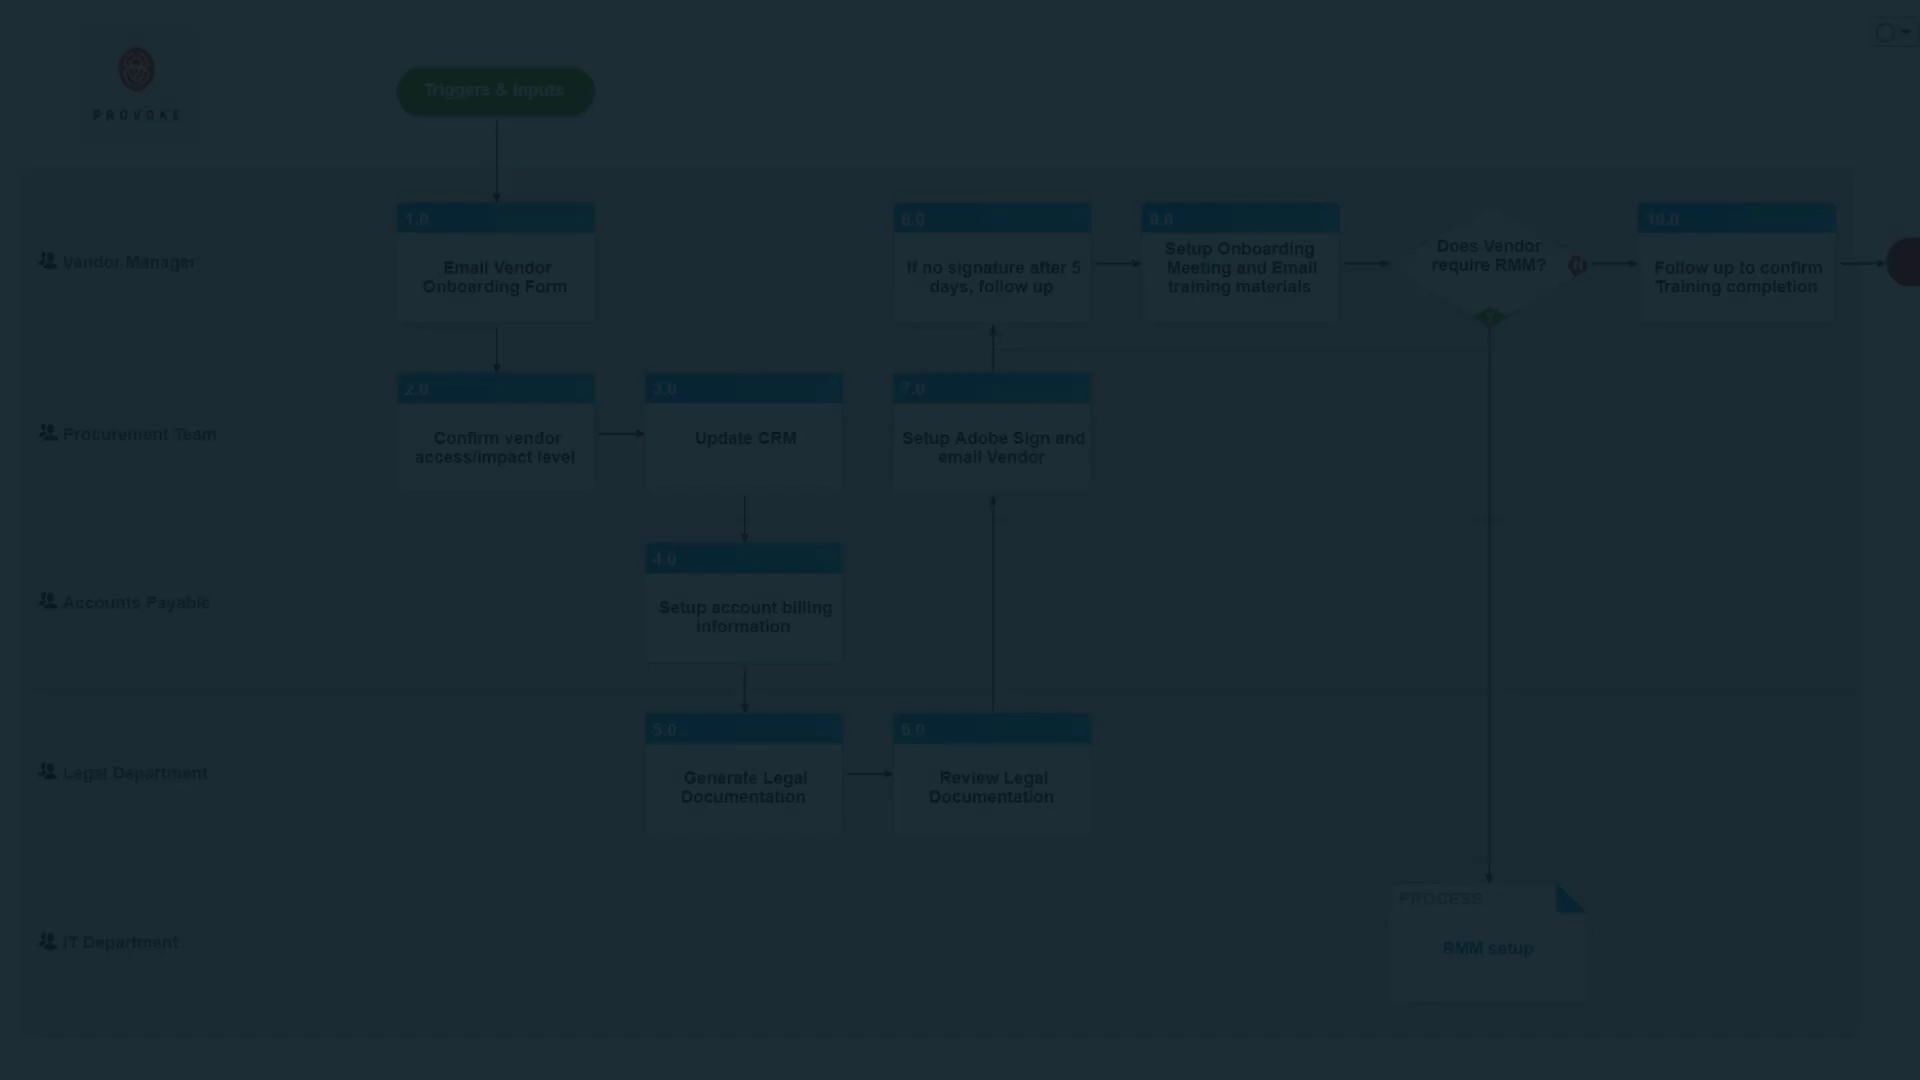 PROVOKE
Triggers & Inputs
Vendor Manager
1.0
Email Vendor
Onboarding Form
8.0
If no signature after 5
days, follow up
9.0
Setup Onboarding
Meeting and Email
training materials
Does Vendor
require RMM?
N
Y
10.0
Follow up to confirm
Training completion
Procurement Team
2.0
Confirm vendor
access/impact level
3.0
Update CRM
7.0
Setup Adobe Sign and
email Vendor
Accounts Payable
4.0
Setup account billing
information
Legal Department
5.0
Generate Legal
Documentation
6.0
Review Legal
Documentation
IT Department
PROCESS
RMM setup